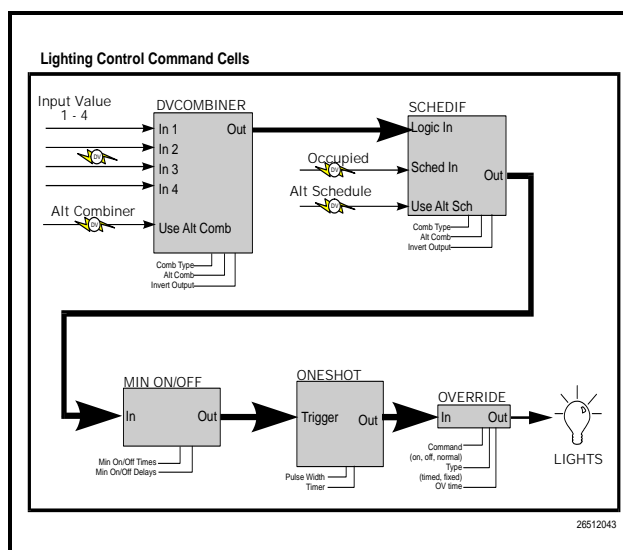 Lighting Control Command Cells
Input Value
1 - 4
DVCOMBINER
In 1
Out
In 2
DV
In 3
In 4
Alt Combiner
DV
Use Alt Comb
Comb Type
Alt Comb
Invert Output
SCHEDIF
Logic In
Occupied
DV
Sched In
Out
Alt Schedule
DV
Use Alt Sch
Comb Type
Alt Comb
Invert Output
MIN ON/OFF
In
Out
Min On/Off Times
Min On/Off Delays
ONESHOT
Trigger
Out
Pulse Width
Timer
OVERRIDE
In
Out
Command
(on, off, normal)
Type
(timed, fixed)
OV time
LIGHTS
26512043